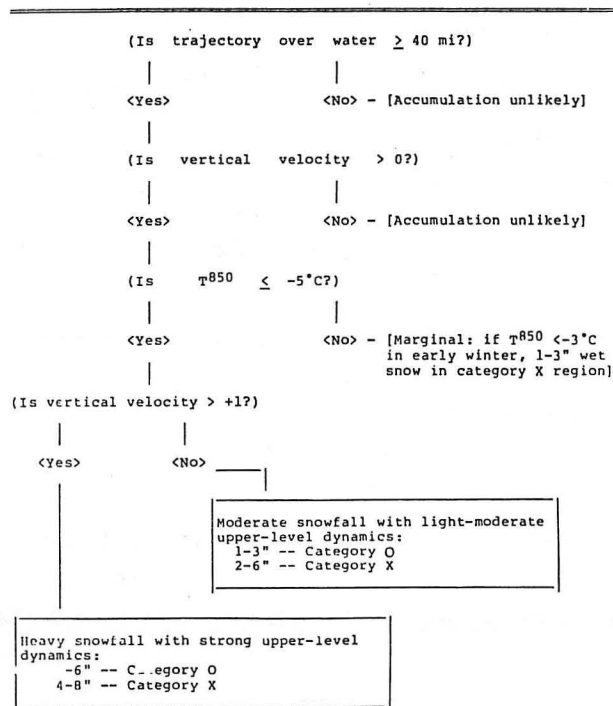 (Is trajectory over water ≥ 40 mi?)
<Yes> <No> - [Accumulation unlikely]
(Is vertical velocity > 0?)
<Yes> <No> - [Accumulation unlikely]
(Is T850 ≤ -5°C?)
<Yes> <No> - [Marginal: if T850 <-3°C
in early winter, 1-3" wet
snow in category X region]
(Is vertical velocity > +1?)
<Yes> <No>
Moderate snowfall with light-moderate
upper-level dynamics:
1-3" -- Category O
2-6" -- Category X
Heavy snowfall with strong upper-level
dynamics:
-6" -- O
4-8" -- Category X